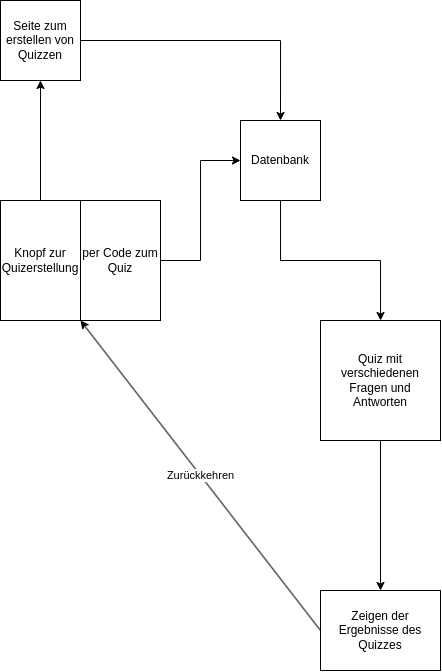 Seite zum
erstellen von
Quizzen
Datenbank
Knopf zur
Quizerstellung
per Code zum
Quiz
Quiz mit
verschiedenen
Fragen und
Antworten
Zurückkehren
Zeigen der
Ergebnisse des
Quizzes